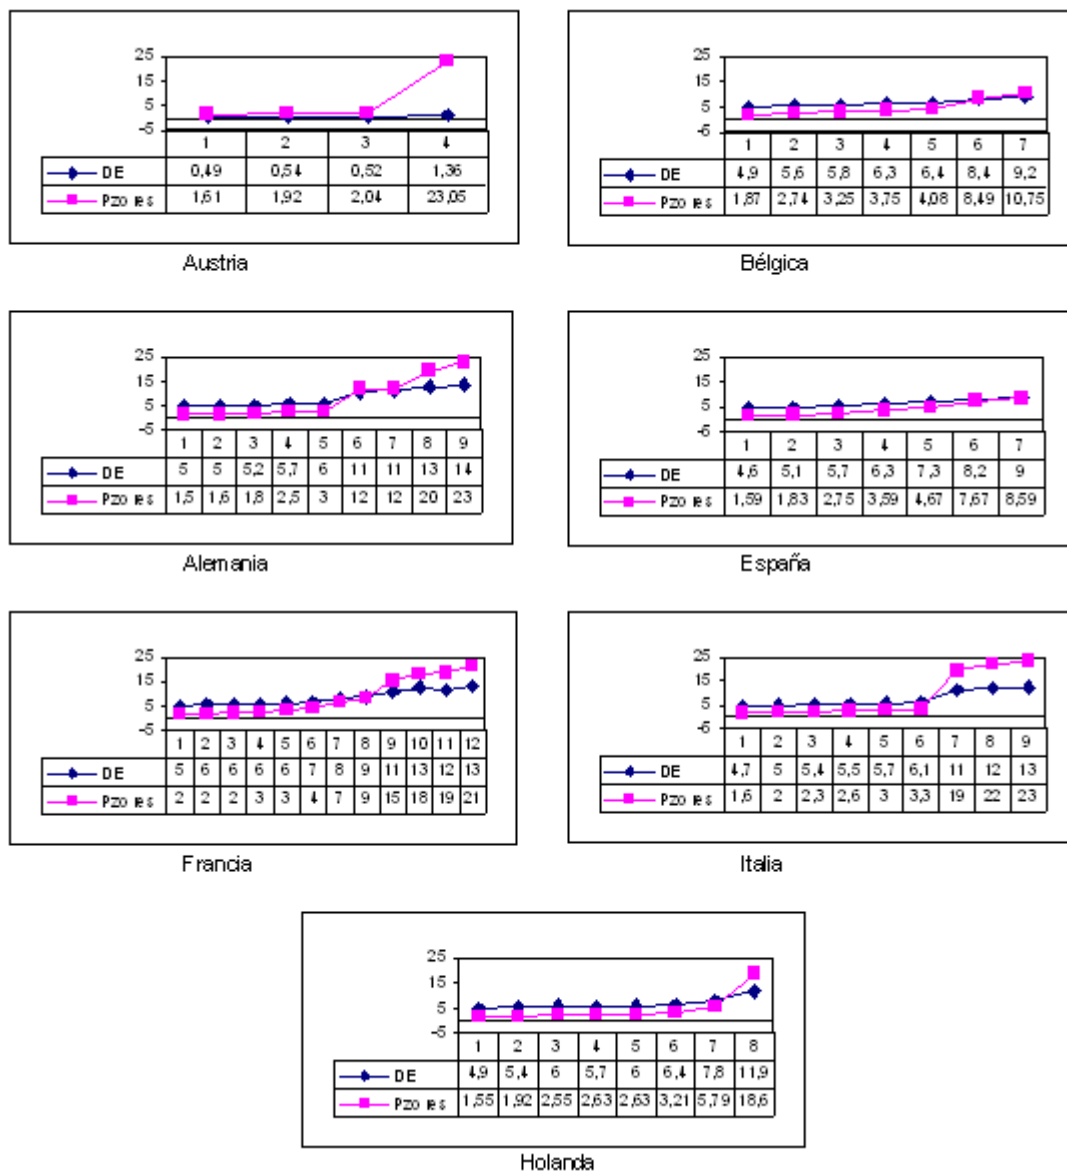 25
15
5
-5
1 2 3 4
DE 0,49 0,54 0,52 1,36
Pzo res 1,61 1,92 2,04 23,05
Austria
25
15
5
-5
1 2 3 4 5 6 7
DE 4,9 5,6 5,8 6,3 6,4 8,4 9,2
Pzo res 1,87 2,74 3,25 3,75 4,08 8,49 10,75
Bélgica
25
15
5
-5
1 2 3 4 5 6 7 8 9
DE 5 5 5,2 5,7 6 11 11 13 14
Pzo res 1,5 1,6 1,8 2,5 3 12 12 20 23
Alemania
25
15
5
-5
1 2 3 4 5 6 7
DE 4,6 5,1 5,7 6,3 7,3 8,2 9
Pzo res 1,59 1,83 2,75 3,59 4,67 7,67 8,59
España
25
15
5
-5
1 2 3 4 5 6 7 8 9 10 11 12
DE 5 6 6 6 6 7 8 9 11 13 12 13
Pzo res 2 2 2 3 3 4 7 9 15 18 19 21
Francia
25
15
5
-5
1 2 3 4 5 6 7 8 9
DE 4,7 5 5,4 5,5 5,7 6,1 11 12 13
Pzo res 1,6 2 2,3 2,6 3 3,3 19 22 23
Italia
25
15
5
-5
1 2 3 4 5 6 7 8
DE 4,9 5,4 6 5,7 6 6,4 7,8 11,9
Pzo res 1,55 1,92 2,55 2,63 2,63 3,21 5,79 18,6
Holanda